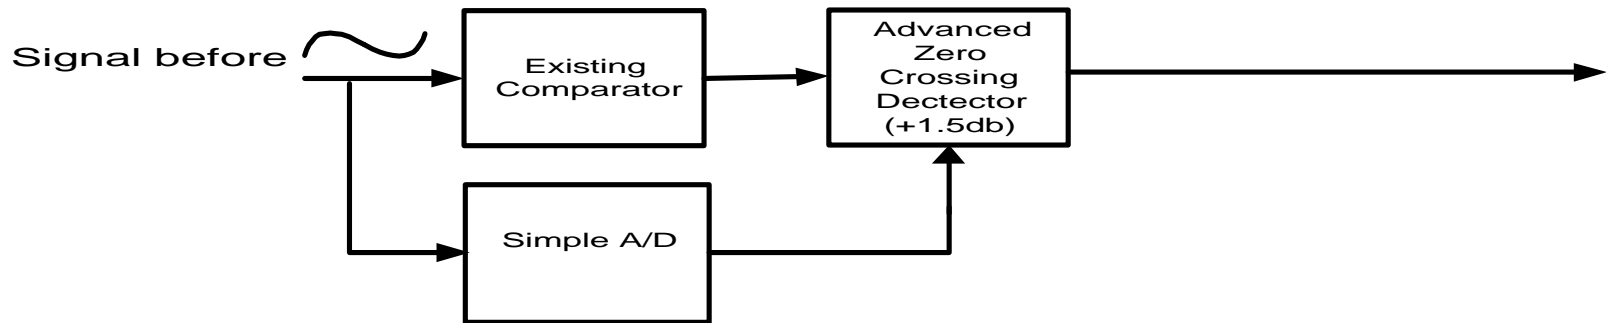 Signal before
Existing
Comparator
Advanced
Zero
Crossing
Dectector
(+1.5db)
Simple A/D